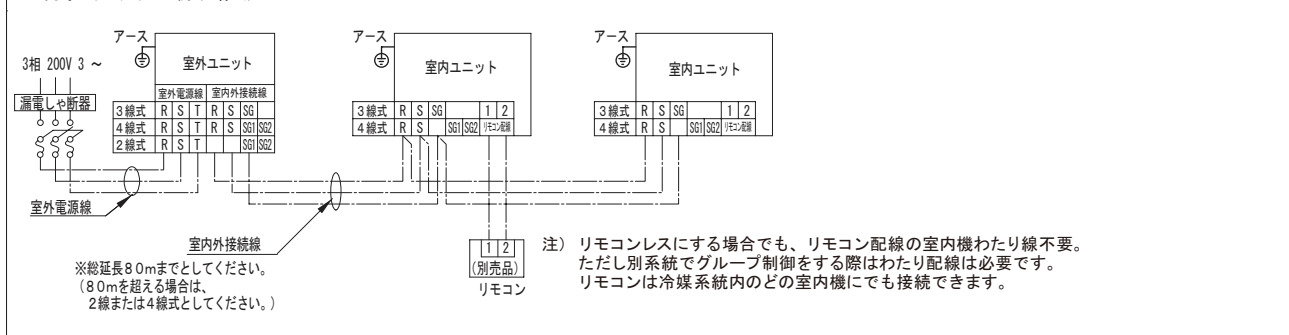 アース
3相 200V 3 ~
漏電しゃ断器
室外ユニット
室外電源線 室内外接続線
3線式 R S T R S SG
4線式 R S T R S SG1 SG2
2線式 R S T SG1 SG2
室外電源線
アース
室内ユニット
3線式 R S SG 1 2
4線式 R S SG1 SG2 リモコン配線
アース
室内ユニット
3線式 R S SG 1 2
4線式 R S SG1 SG2 リモコン配線
室内外接続線
※総延長80mまでとしてください。
(80mを超える場合は、
2線または4線式としてください。)
1 2
(別売品)
リモコン
注) リモコンレスにする場合でも、リモコン配線の室内機わたり線不要。
ただし別系統でグループ制御をする際はわたり配線は必要です。
リモコンは冷媒系統内のどの室内機にでも接続できます。